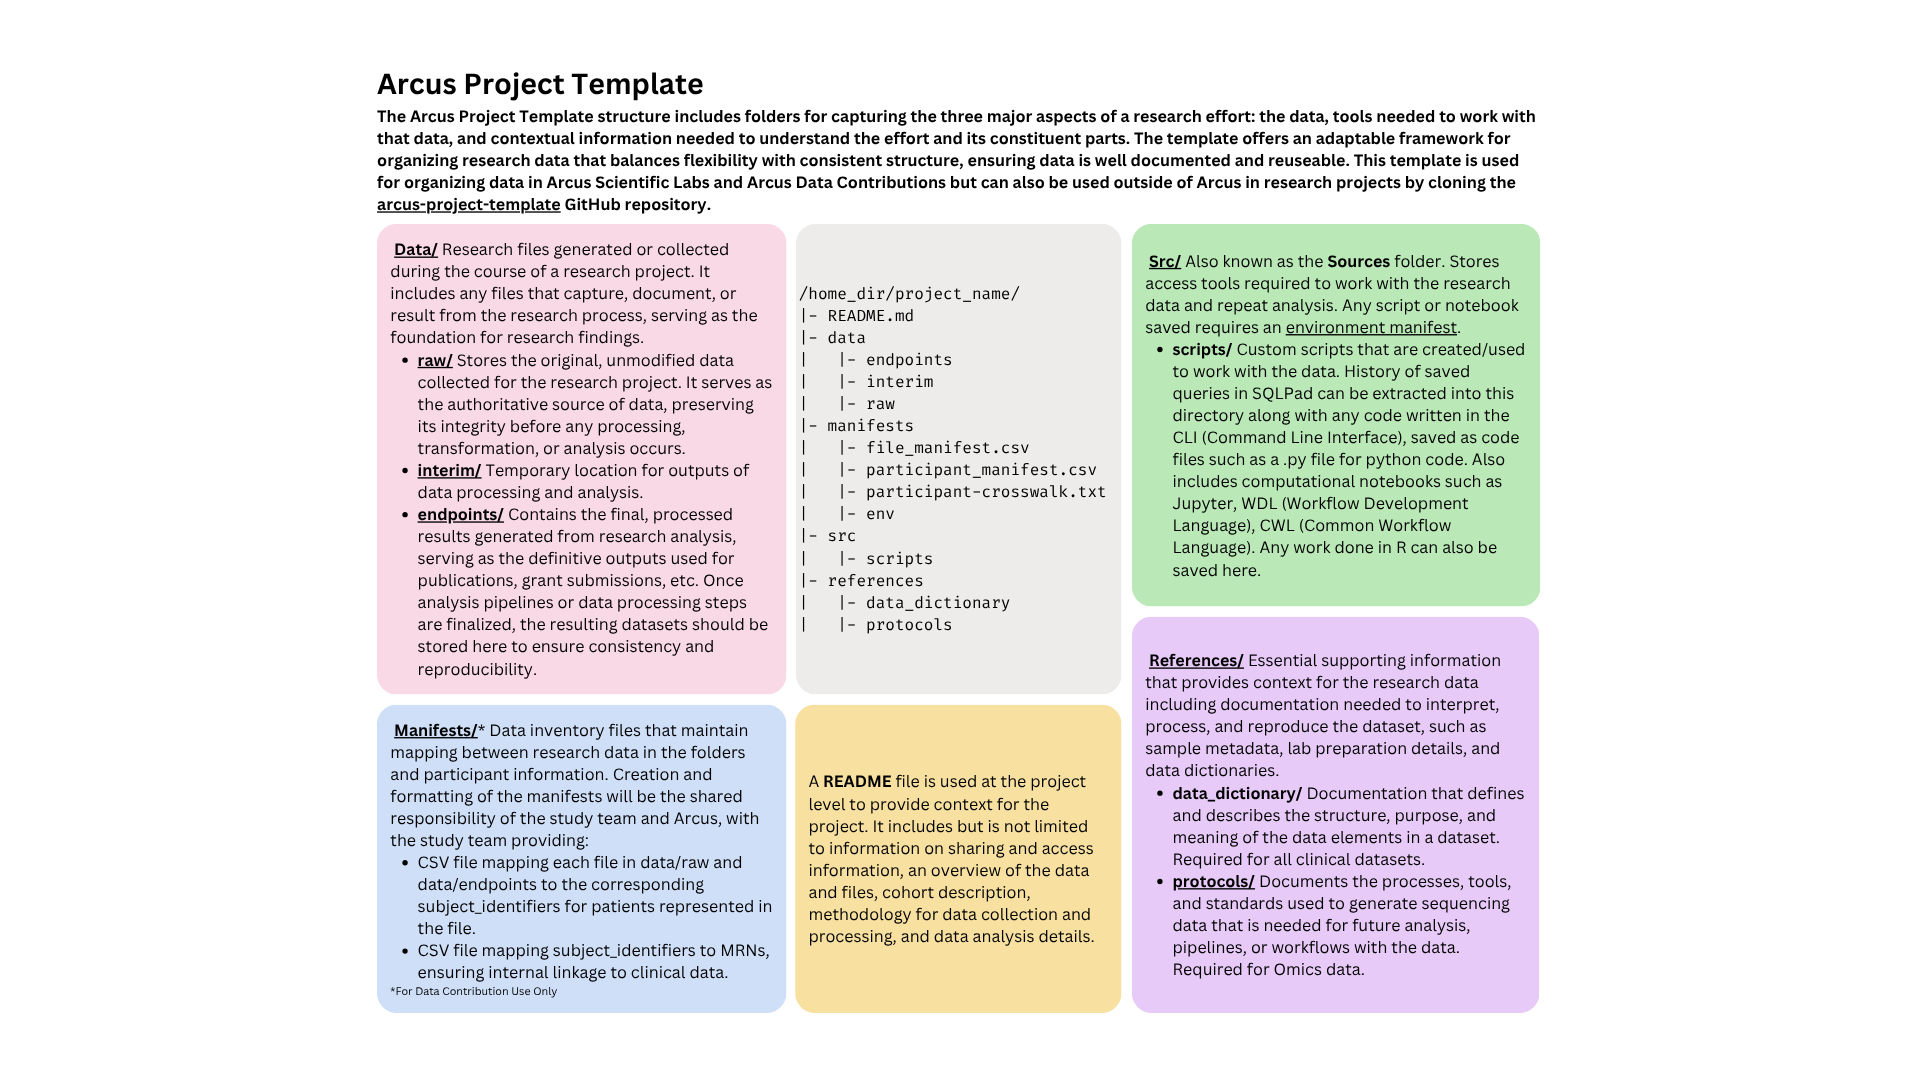 Arcus Project Template
The Arcus Project Template structure includes folders for capturing the three major aspects of a research effort: the data, tools needed to work with
that data, and contextual information needed to understand the effort and its constituent parts. The template offers an adaptable framework for
organizing research data that balances flexibility with consistent structure, ensuring data is well documented and reuseable. This template is used
for organizing data in Arcus Scientific Labs and Arcus Data Contributions but can also be used outside of Arcus in research projects by cloning the
arcus-project-template GitHub repository.
Data/ Research files generated or collected
during the course of a research project. It
includes any files that capture, document, or
result from the research process, serving as the
foundation for research findings.
• raw/ Stores the original, unmodified data
collected for the research project. It serves as
the authoritative source of data, preserving
its integrity before any processing,
transformation, or analysis occurs.
• interim/ Temporary location for outputs of
data processing and analysis.
• endpoints/ Contains the final, processed
results generated from research analysis,
serving as the definitive outputs used for
publications, grant submissions, etc. Once
analysis pipelines or data processing steps
are finalized, the resulting datasets should be
stored here to ensure consistency and
reproducibility.
/home_dir/project_name/
|- README.md
|- data
|   |- endpoints
|   |- interim
|   |- raw
|- manifests
|   |- file_manifest.csv
|   |- participant_manifest.csv
|   |- participant-crosswalk.txt
|   |- env
|- src
|   |- scripts
|- references
|   |- data_dictionary
|   |- protocols
Src/ Also known as the Sources folder. Stores
access tools required to work with the research
data and repeat analysis. Any script or notebook
saved requires an environment manifest.
• scripts/ Custom scripts that are created/used
to work with the data. History of saved
queries in SQLPad can be extracted into this
directory along with any code written in the
CLI (Command Line Interface), saved as code
files such as a .py file for python code. Also
includes computational notebooks such as
Jupyter, WDL (Workflow Development
Language), CWL (Common Workflow
Language). Any work done in R can also be
saved here.
Manifests/* Data inventory files that maintain
mapping between research data in the folders
and participant information. Creation and
formatting of the manifests will be the shared
responsibility of the study team and Arcus, with
the study team providing:
• CSV file mapping each file in data/raw and
data/endpoints to the corresponding
subject_identifiers for patients represented in
the file.
• CSV file mapping subject_identifiers to MRNs,
ensuring internal linkage to clinical data.
*For Data Contribution Use Only
A README file is used at the project
level to provide context for the
project. It includes but is not limited
to information on sharing and access
information, an overview of the data
and files, cohort description,
methodology for data collection and
processing, and data analysis details.
References/ Essential supporting information
that provides context for the research data
including documentation needed to interpret,
process, and reproduce the dataset, such as
sample metadata, lab preparation details, and
data dictionaries.
• data_dictionary/ Documentation that defines
and describes the structure, purpose, and
meaning of the data elements in a dataset.
Required for all clinical datasets.
• protocols/ Documents the processes, tools,
and standards used to generate sequencing
data that is needed for future analysis,
pipelines, or workflows with the data.
Required for Omics data.